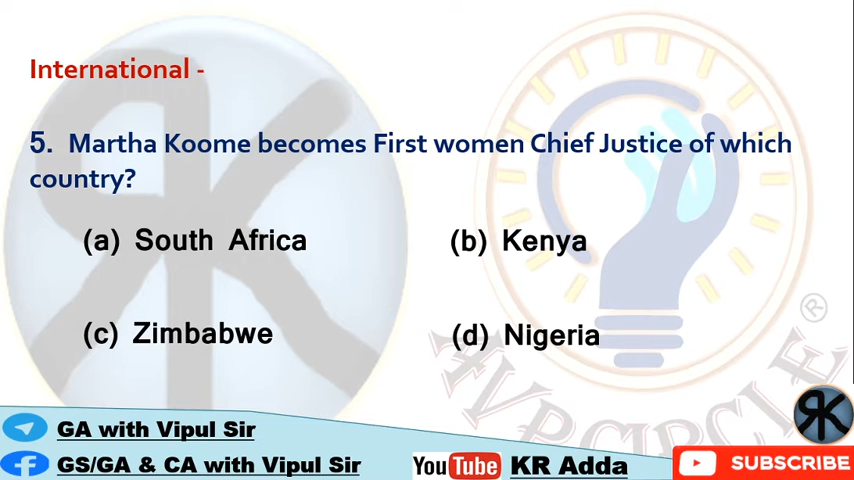 International -
5. Martha Koome becomes First women Chief Justice of which
country?
(a) South Africa
(b) Kenya
(c) Zimbabwe
(d) Nigeria
®
GA with Vipul Sir
GS/GA & CA with Vipul Sir
YouTube KR Adda
SUBSCRIBE